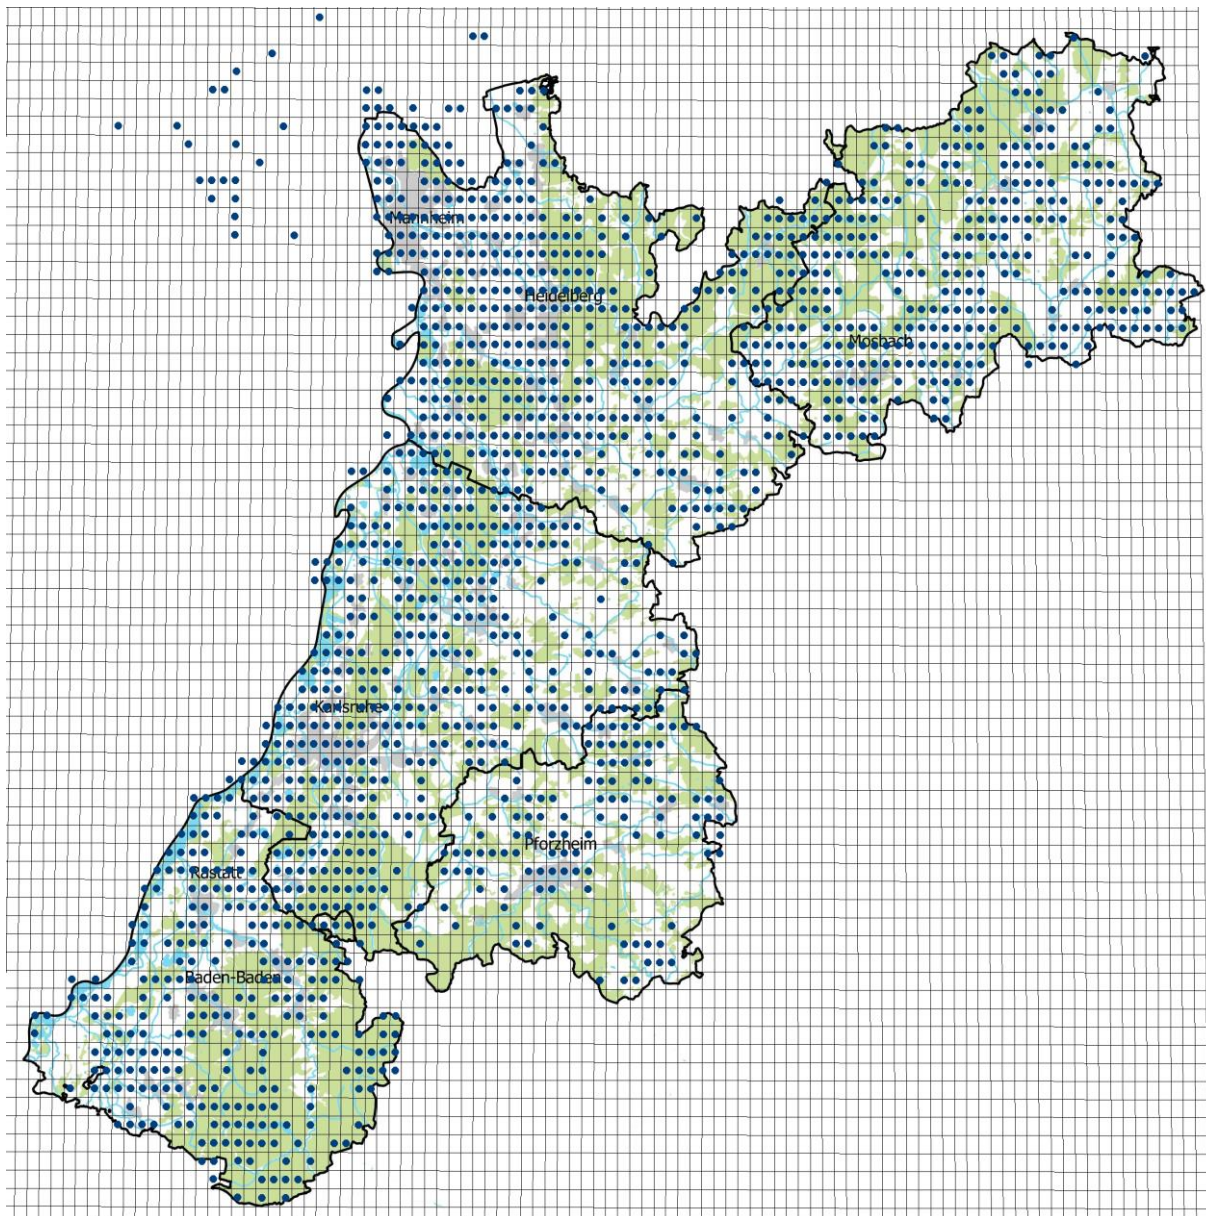 Mannheim
Heidelberg
Mosbach
Karlsruhe
Pforzheim
Rastatt
Baden-Baden